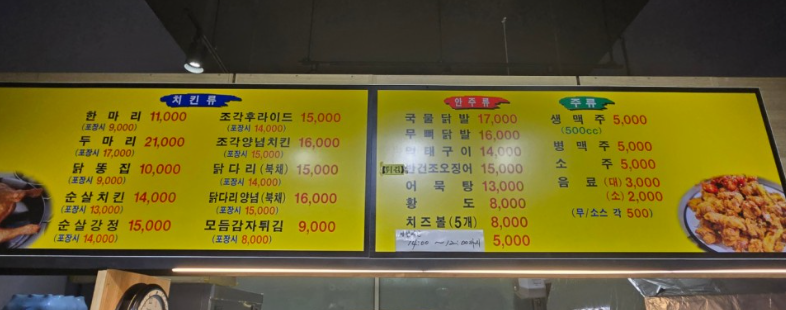 치킨류
한 마리 11,000
(포장시 9,000)
두 마리 21,000
(포장시 17,000)
닭똥집 10,000
(포장시 9,000)
순살치킨 14,000
(포장시 13,000)
순살강정 15,000
(포장시 14,000)
조각후라이드 15,000
(포장시 14,000)
조각양념치킨 16,000
(포장시 15,000)
닭다리(북채) 15,000
(포장시 14,000)
닭다리양념(북채) 16,000
(포장시 15,000)
모듬감자튀김 9,000
(포장시 8,000)
안주류
국물닭발 17,000
무뼈닭발 16,000
태구이 14,000
건조오징어 15,000
어묵탕 13,000
황도 8,000
치즈볼(5개) 8,000
5,000
주류
생맥주 5,000
(500cc)
병맥주 5,000
소주 5,000
음료 (대) 3,000
(소) 2,000
(무/소스 각 500)